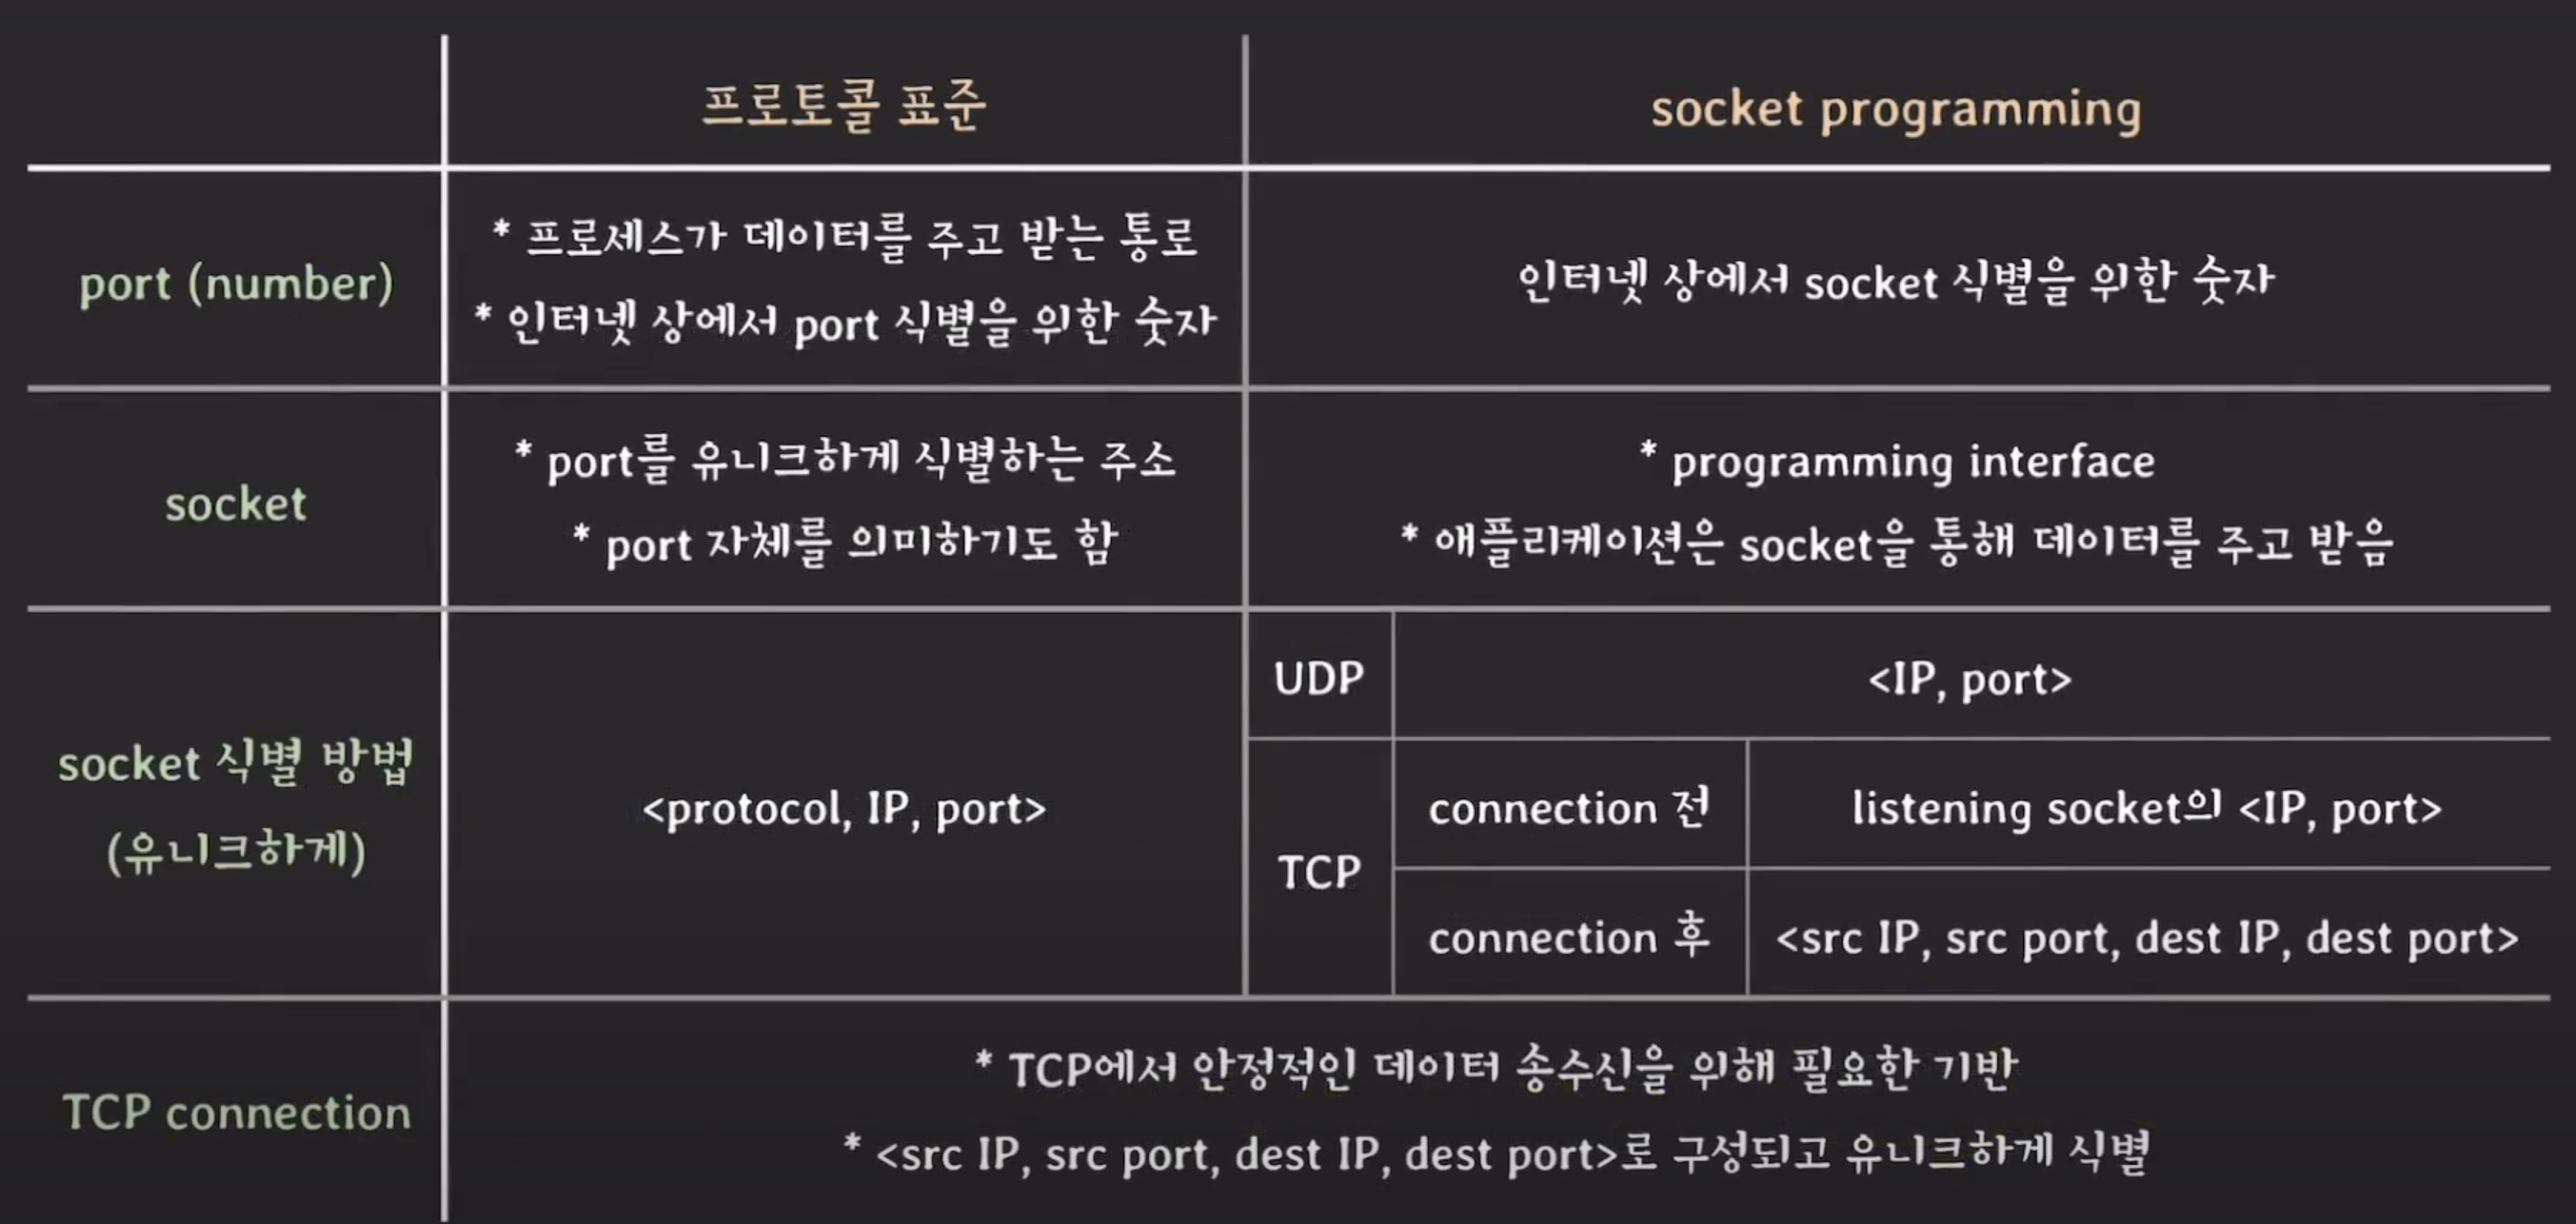 프로토콜 표준
socket programming
port (number)
* 프로세스가 데이터를 주고 받는 통로
* 인터넷 상에서 port 식별을 위한 숫자
인터넷 상에서 socket 식별을 위한 숫자
socket
* port를 유니크하게 식별하는 주소
* port 자체를 의미하기도 함
* programming interface
* 애플리케이션은 socket을 통해 데이터를 주고 받음
socket 식별 방법
(유니크하게)
<protocol, IP, port>
UDP
<IP, port>
TCP
connection 전
listening socket의 <IP, port>
connection 후
<src IP, src port, dest IP, dest port>
TCP connection
* TCP에서 안정적인 데이터 송수신을 위해 필요한 기반
* <src IP, src port, dest IP, dest port>로 구성되고 유니크하게 식별